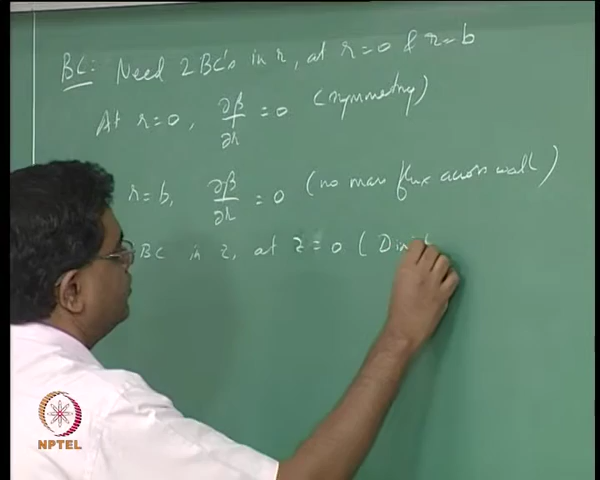 BC: Need 2 BC's in r, at r=0 & r=b
At r=0, ∂β/∂r = 0 (symmetry)
r=b, ∂β/∂r = 0 (no mass flux across wall)
BC in z, at z=0 (
NPTEL